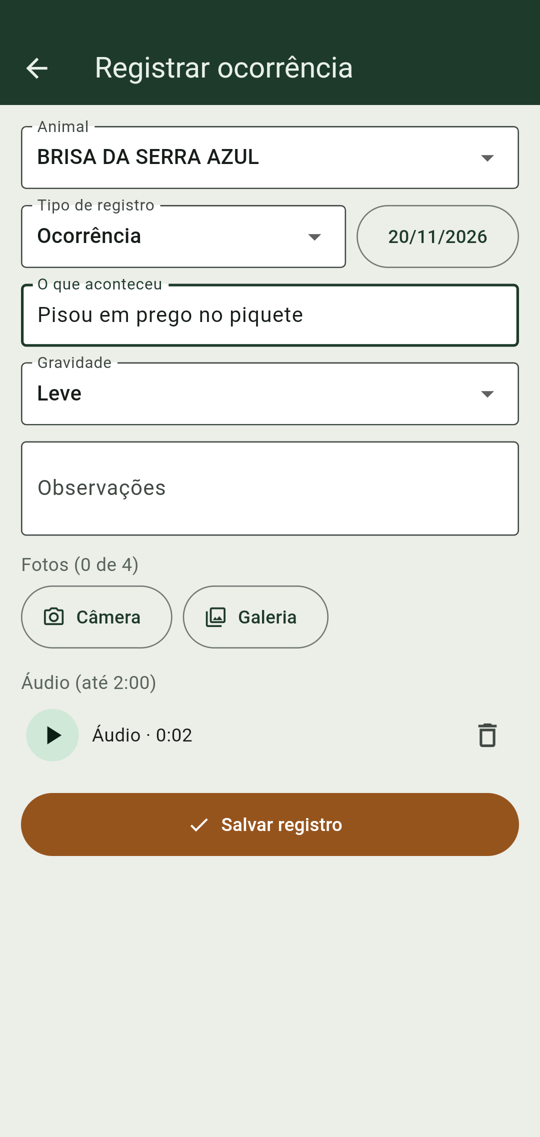 Registrar ocorrência
Animal
BRISA DA SERRA AZUL
Tipo de registro
Ocorrência
20/11/2026
O que aconteceu
Pisou em prego no piquete
Gravidade
Leve
Observações
Fotos (0 de 4)
Câmera
Galeria
Áudio (até 2:00)
Áudio · 0:02
Salvar registro